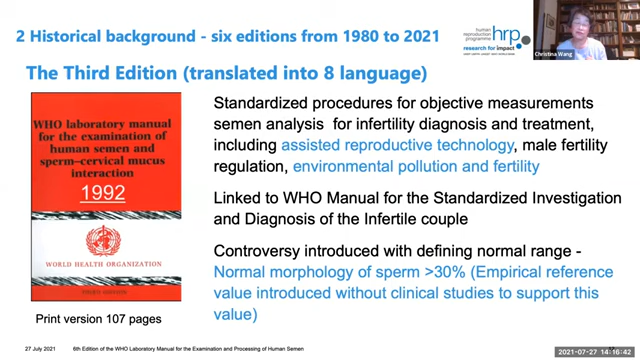 2 Historical background - six editions from 1980 to 2021
human
reproduction
programme
hrp
research for impact
Christina Wang
The Third Edition (translated into 8 language)
WHO laboratory manual
for the examination of
human semen and
sperm-cervical mucus
interaction
1992
WORLD HEALTH ORGANIZATION
THIRD EDITION
Print version 107 pages
Standardized procedures for objective measurements
semen analysis for infertility diagnosis and treatment,
including assisted reproductive technology, male fertility
regulation, environmental pollution and fertility
Linked to WHO Manual for the Standardized Investigation
and Diagnosis of the Infertile couple
Controversy introduced with defining normal range -
Normal morphology of sperm >30% (Empirical reference
value introduced without clinical studies to support this
value)
27 July 2021
6th Edition of the WHO Laboratory Manual for the Examination and Processing of Human Semen
2021-07-27 14:16:42